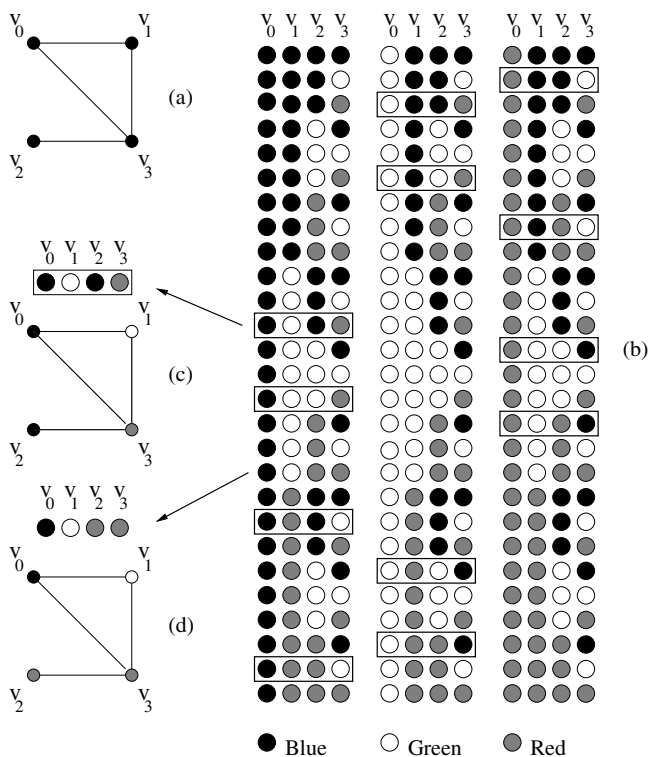 v0 v1
v2 v3
(a)
v0 v1 v2 v3
v0 v1
v2 v3
(c)
v0 v1 v2 v3
v0 v1
v2 v3
(d)
v0 v1 v2 v3 v0 v1 v2 v3 v0 v1 v2 v3
(b)
Blue Green Red